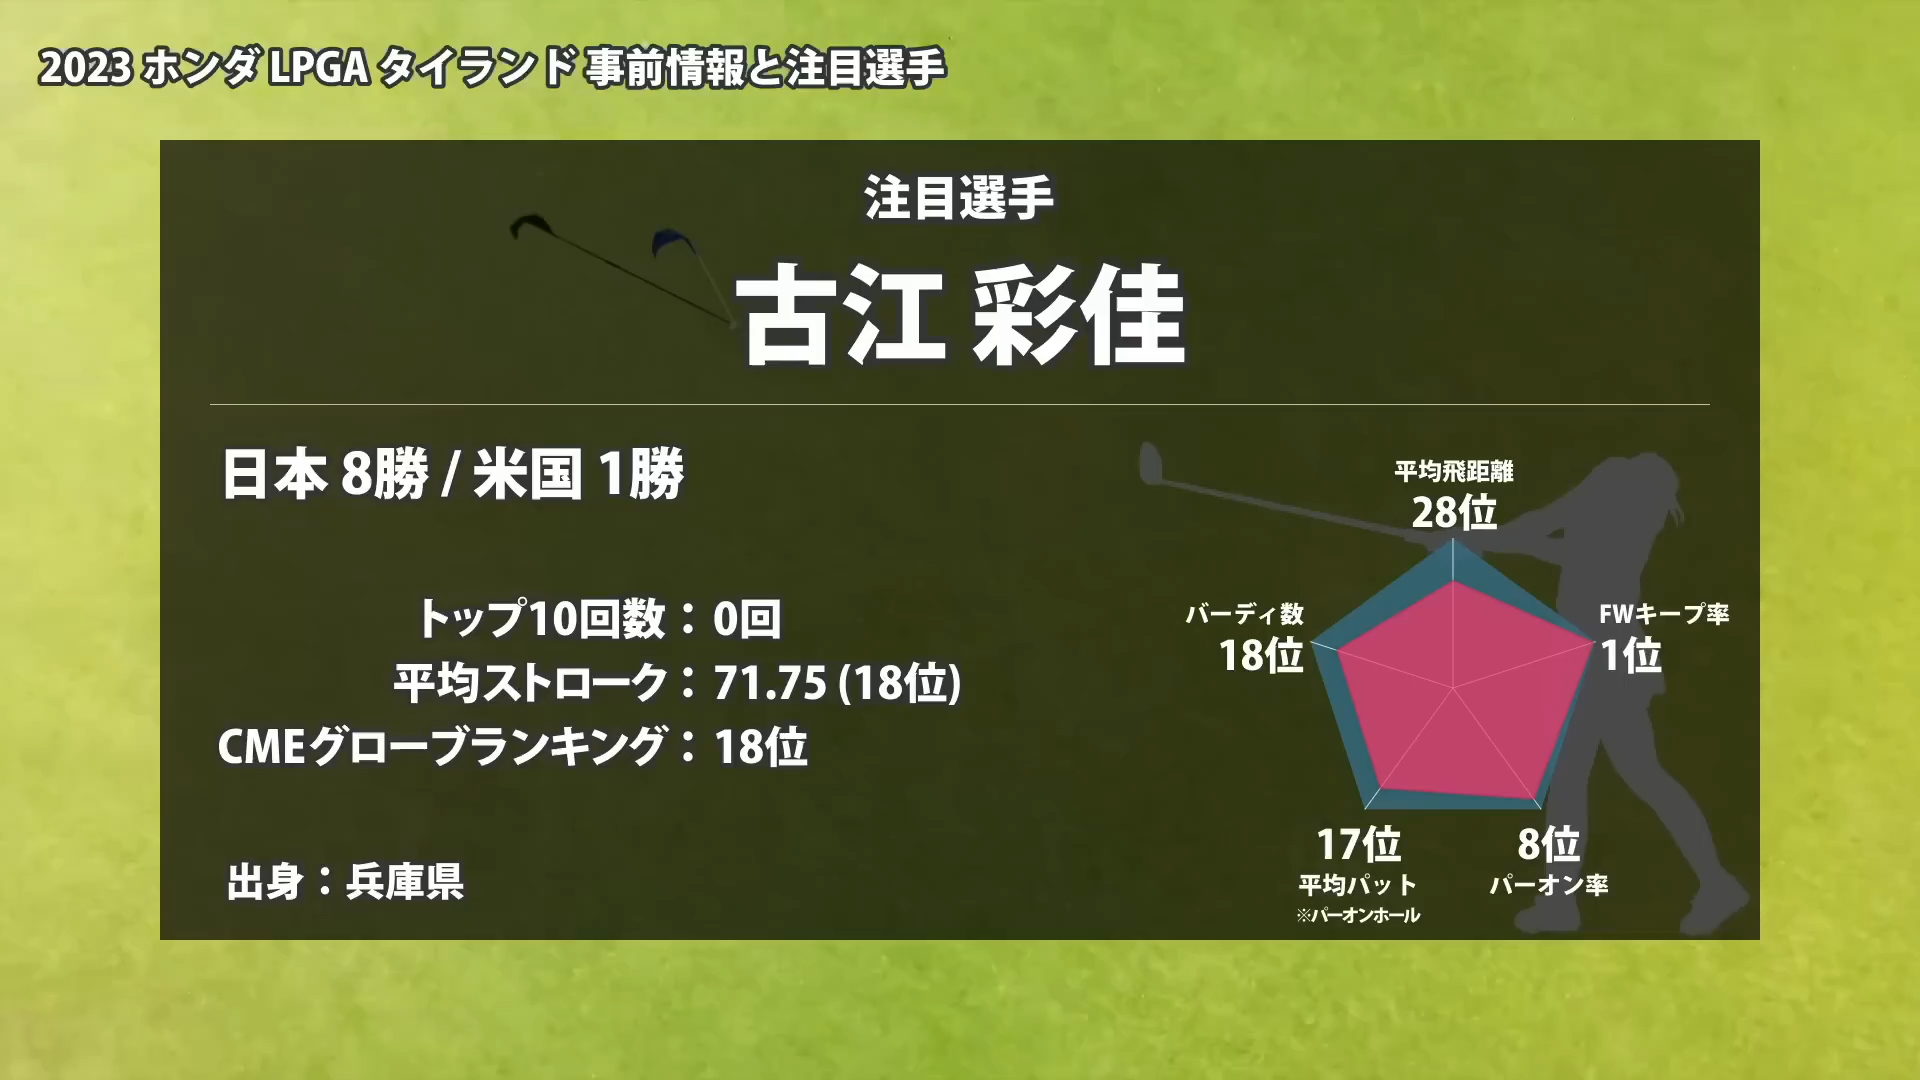 2023 ホンダ LPGA タイランド 事前情報と注目選手
注目選手
古江 彩佳
日本 8勝 / 米国 1勝
トップ10回数： 0回
平均ストローク： 71.75 (18位)
CMEグローブランキング： 18位
出身：兵庫県
平均飛距離
28位
FWキープ率
1位
バーディ数
18位
17位
平均パット
※パーオンホール
8位
パーオン率